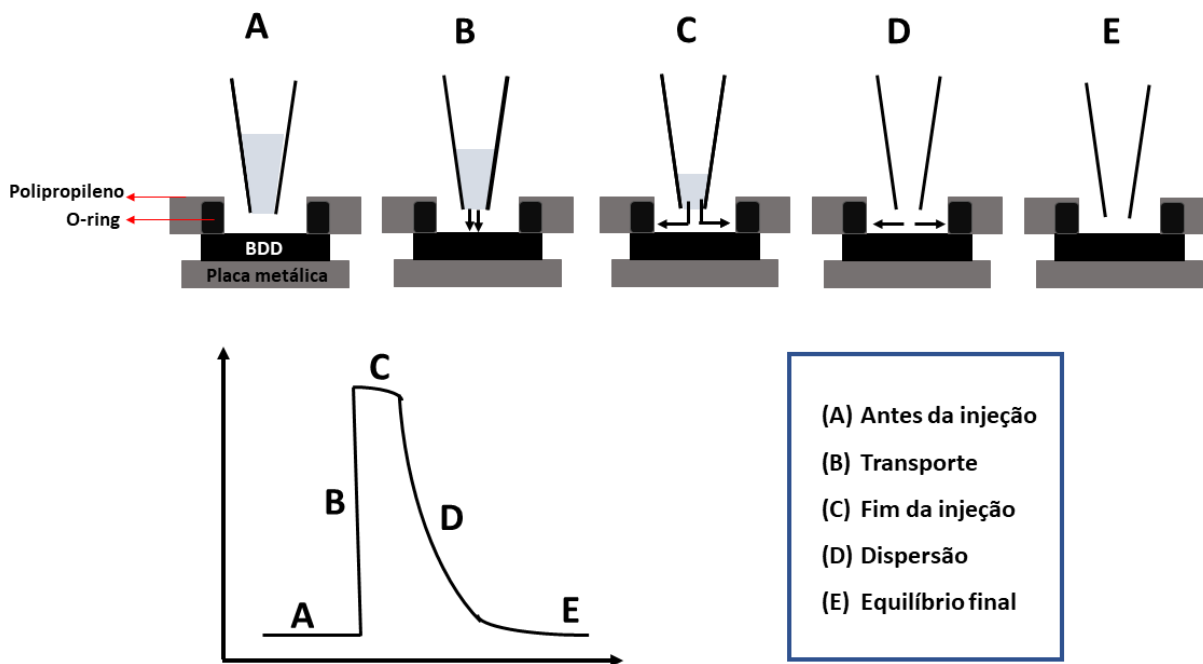 A
B
C
D
E
Polipropileno
O-ring
BDD
Placa metálica
C
B
D
A
E
(A) Antes da injeção
(B) Transporte
(C) Fim da injeção
(D) Dispersão
(E) Equilíbrio final